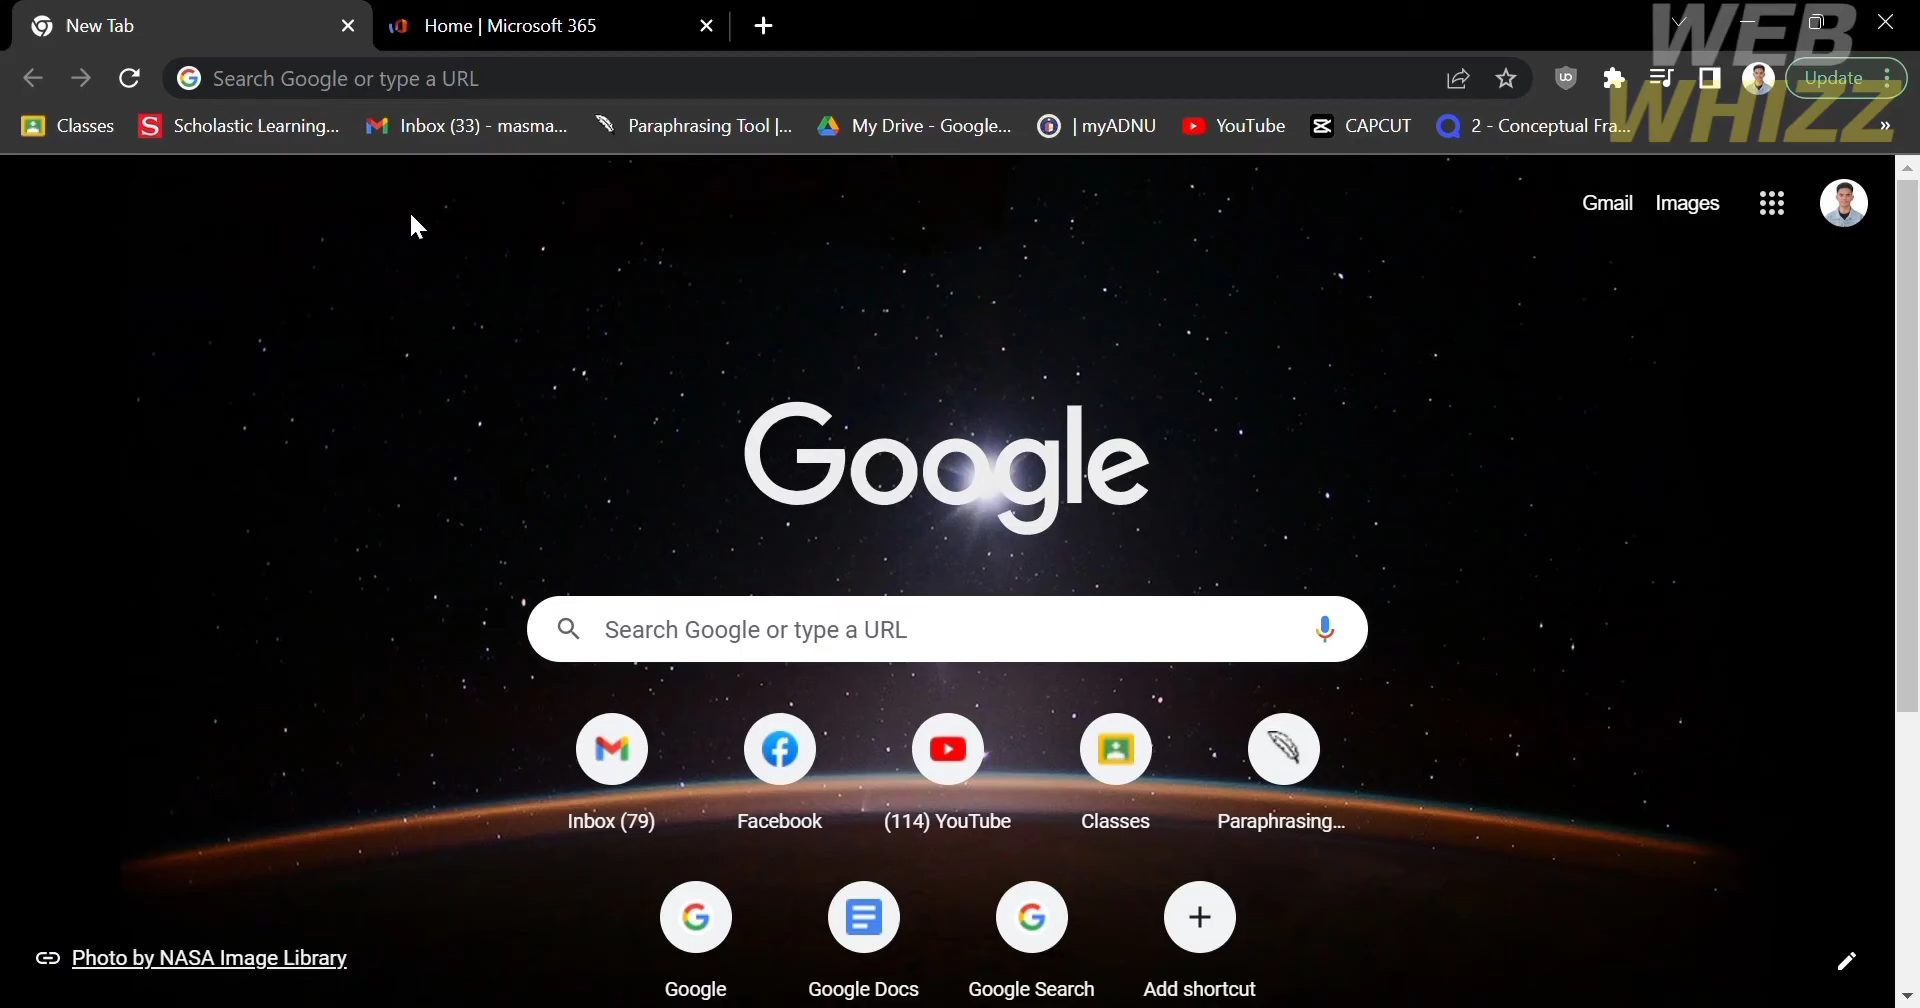 New Tab
Home | Microsoft 365
WEB
WHIZZ
Search Google or type a URL
Update
Classes
Scholastic Learning...
Inbox (33) - masma...
Paraphrasing Tool |...
My Drive - Google...
| myADNU
YouTube
CAPCUT
2 - Conceptual Fra...
»
Gmail
Images
Google
Search Google or type a URL
Inbox (79)
Facebook
(114) YouTube
Classes
Paraphrasing...
Google
Google Docs
Google Search
Add shortcut
Photo by NASA Image Library